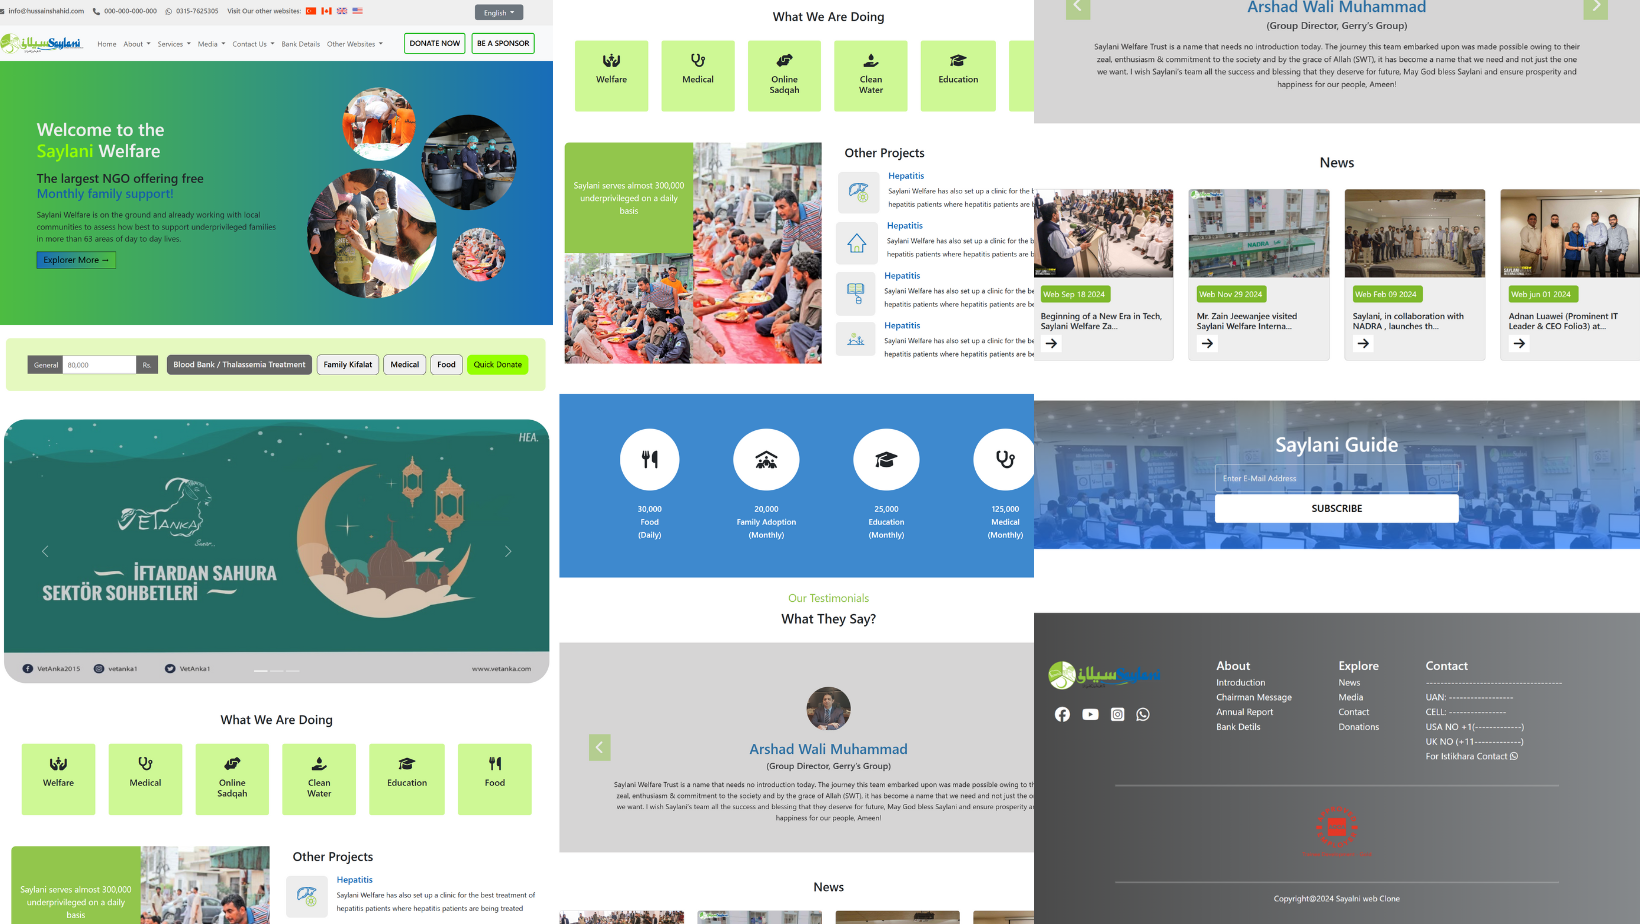 info@hussainshahid.com 000-000-000-000 0315-7625305 Visit Our other websites: English
سیلانی Saylani Home About Services Media Contact Us Bank Details Other Websites DONATE NOW BE A SPONSOR
Welcome to the
Saylani Welfare
The largest NGO offering free
Monthly family support!
Saylani Welfare is on the ground and already working with local
communities to assess how best to support underprivileged families
in more than 63 areas of day to day lives.
Explorer More →
General 80,000 Rs. Blood Bank / Thalassemia Treatment Family Kifalat Medical Food Quick Donate
HEA.
VETANKA
İFTARDAN SAHURA
SEKTÖR SOHBETLERİ
VetAnka2015 vetanka1 VetAnka1 www.vetanka.com
What We Are Doing
Welfare
Medical
Online
Sadqah
Clean
Water
Education
Food
Saylani serves almost 300,000
underprivileged on a daily
basis
Other Projects
Hepatitis
Saylani Welfare has also set up a clinic for the best treatment of
hepatitis patients where hepatitis patients are being treated
What We Are Doing
Welfare
Medical
Online
Sadqah
Clean
Water
Education
Saylani serves almost 300,000
underprivileged on a daily
basis
Other Projects
Hepatitis
Saylani Welfare has also set up a clinic for the b
hepatitis patients where hepatitis patients are be
Hepatitis
Saylani Welfare has also set up a clinic for the b
hepatitis patients where hepatitis patients are be
Hepatitis
Saylani Welfare has also set up a clinic for the be
hepatitis patients where hepatitis patients are be
Hepatitis
Saylani Welfare has also set up a clinic for the be
hepatitis patients where hepatitis patients are be
30,000
Food
(Daily)
20,000
Family Adoption
(Monthly)
25,000
Education
(Monthly)
125,000
Medical
(Monthly)
Our Testimonials
What They Say?
Arshad Wali Muhammad
(Group Director, Gerry's Group)
Saylani Welfare Trust is a name that needs no introduction today. The journey this team embarked upon was made possible owing to th
zeal, enthusiasm & commitment to the society and by the grace of Allah (SWT), it has become a name that we need and not just the o
we want. I wish Saylani's team all the success and blessing that they deserve for future, May God bless Saylani and ensure prosperity a
happiness for our people, Ameen!
News
Arshad Wali Muhammad
(Group Director, Gerry's Group)
Saylani Welfare Trust is a name that needs no introduction today. The journey this team embarked upon was made possible owing to their
zeal, enthusiasm & commitment to the society and by the grace of Allah (SWT), it has become a name that we need and not just the one
we want. I wish Saylani's team all the success and blessing that they deserve for future, May God bless Saylani and ensure prosperity and
happiness for our people, Ameen!
News
NADRA
Web Sep 18 2024
Beginning of a New Era in Tech,
Saylani Welfare Za...
Web Nov 29 2024
Mr. Zain Jeewanjee visited
Saylani Welfare Interna...
Web Feb 09 2024
Saylani, in collaboration with
NADRA , launches th...
Web jun 01 2024
Adnan Luawei (Prominent IT
Leader & CEO Folio3) at...
Saylani Guide
Enter E-Mail Address
SUBSCRIBE
سیلانی Saylani
About
Introduction
Chairman Message
Annual Report
Bank Detils
Explore
News
Media
Contact
Donations
Contact
--------------------------------------
UAN: ------------------
CELL: ----------------
USA NO +1(-------------)
UK NO (+11-------------)
For Istikhara Contact
Copyright@2024 Sayalni web Clone